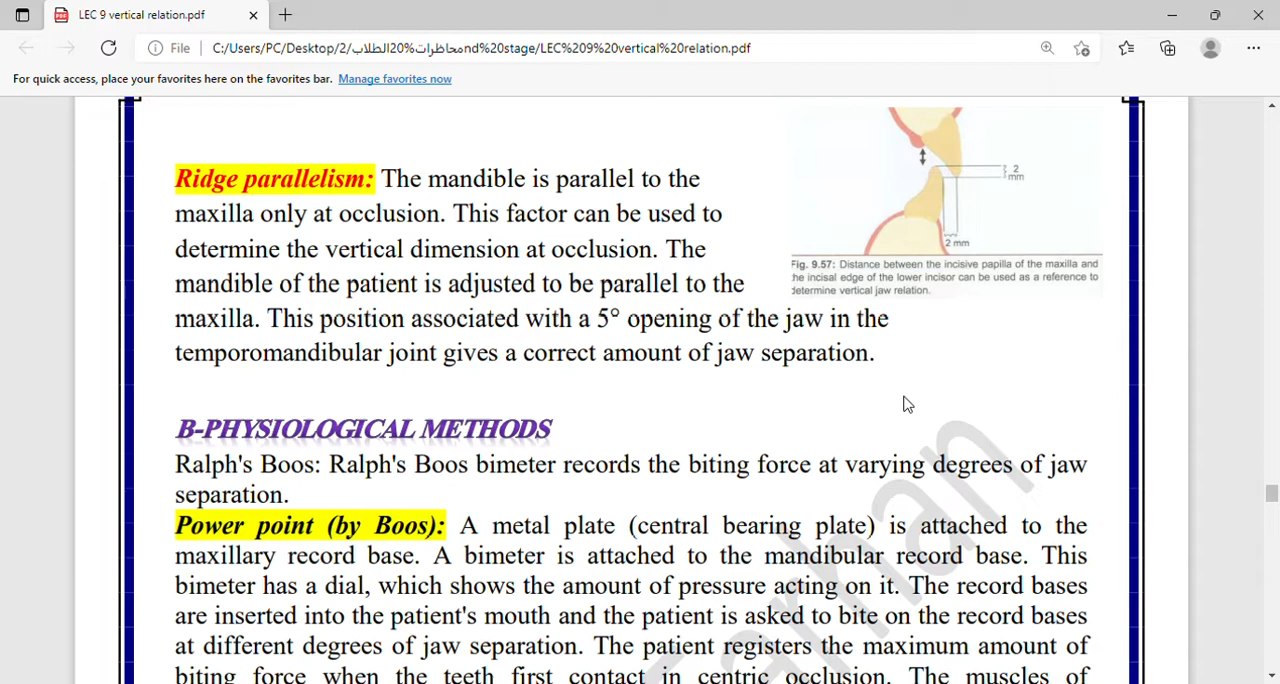 LEC 9 vertical relation.pdf
File
C:/Users/PC/Desktop/2/محاظرات%20الطلابnd%20stage/LEC%209%20vertical%20relation.pdf
For quick access, place your favorites here on the favorites bar. Manage favorites now
2
mm
2 mm
Fig. 9.57: Distance between the incisive papilla of the maxilla and
the incisal edge of the lower incisor can be used as a reference to
determine vertical jaw relation.
Ridge parallelism: The mandible is parallel to the
maxilla only at occlusion. This factor can be used to
determine the vertical dimension at occlusion. The
mandible of the patient is adjusted to be parallel to the
maxilla. This position associated with a 5° opening of the jaw in the
temporomandibular joint gives a correct amount of jaw separation.
B-PHYSIOLOGICAL METHODS
Ralph's Boos: Ralph's Boos bimeter records the biting force at varying degrees of jaw
separation.
Power point (by Boos): A metal plate (central bearing plate) is attached to the
maxillary record base. A bimeter is attached to the mandibular record base. This
bimeter has a dial, which shows the amount of pressure acting on it. The record bases
are inserted into the patient's mouth and the patient is asked to bite on the record bases
at different degrees of jaw separation. The patient registers the maximum amount of
biting force when the teeth first contact in centric occlusion. The muscles of